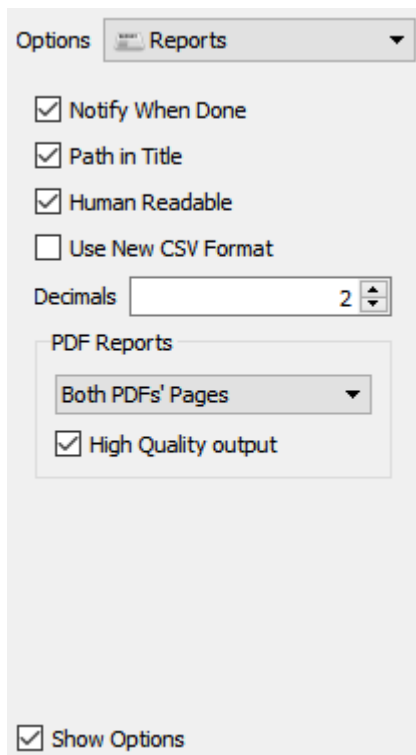 Options Reports
Notify When Done
Path in Title
Human Readable
Use New CSV Format
Decimals 2
PDF Reports
Both PDFs' Pages
High Quality output
Show Options